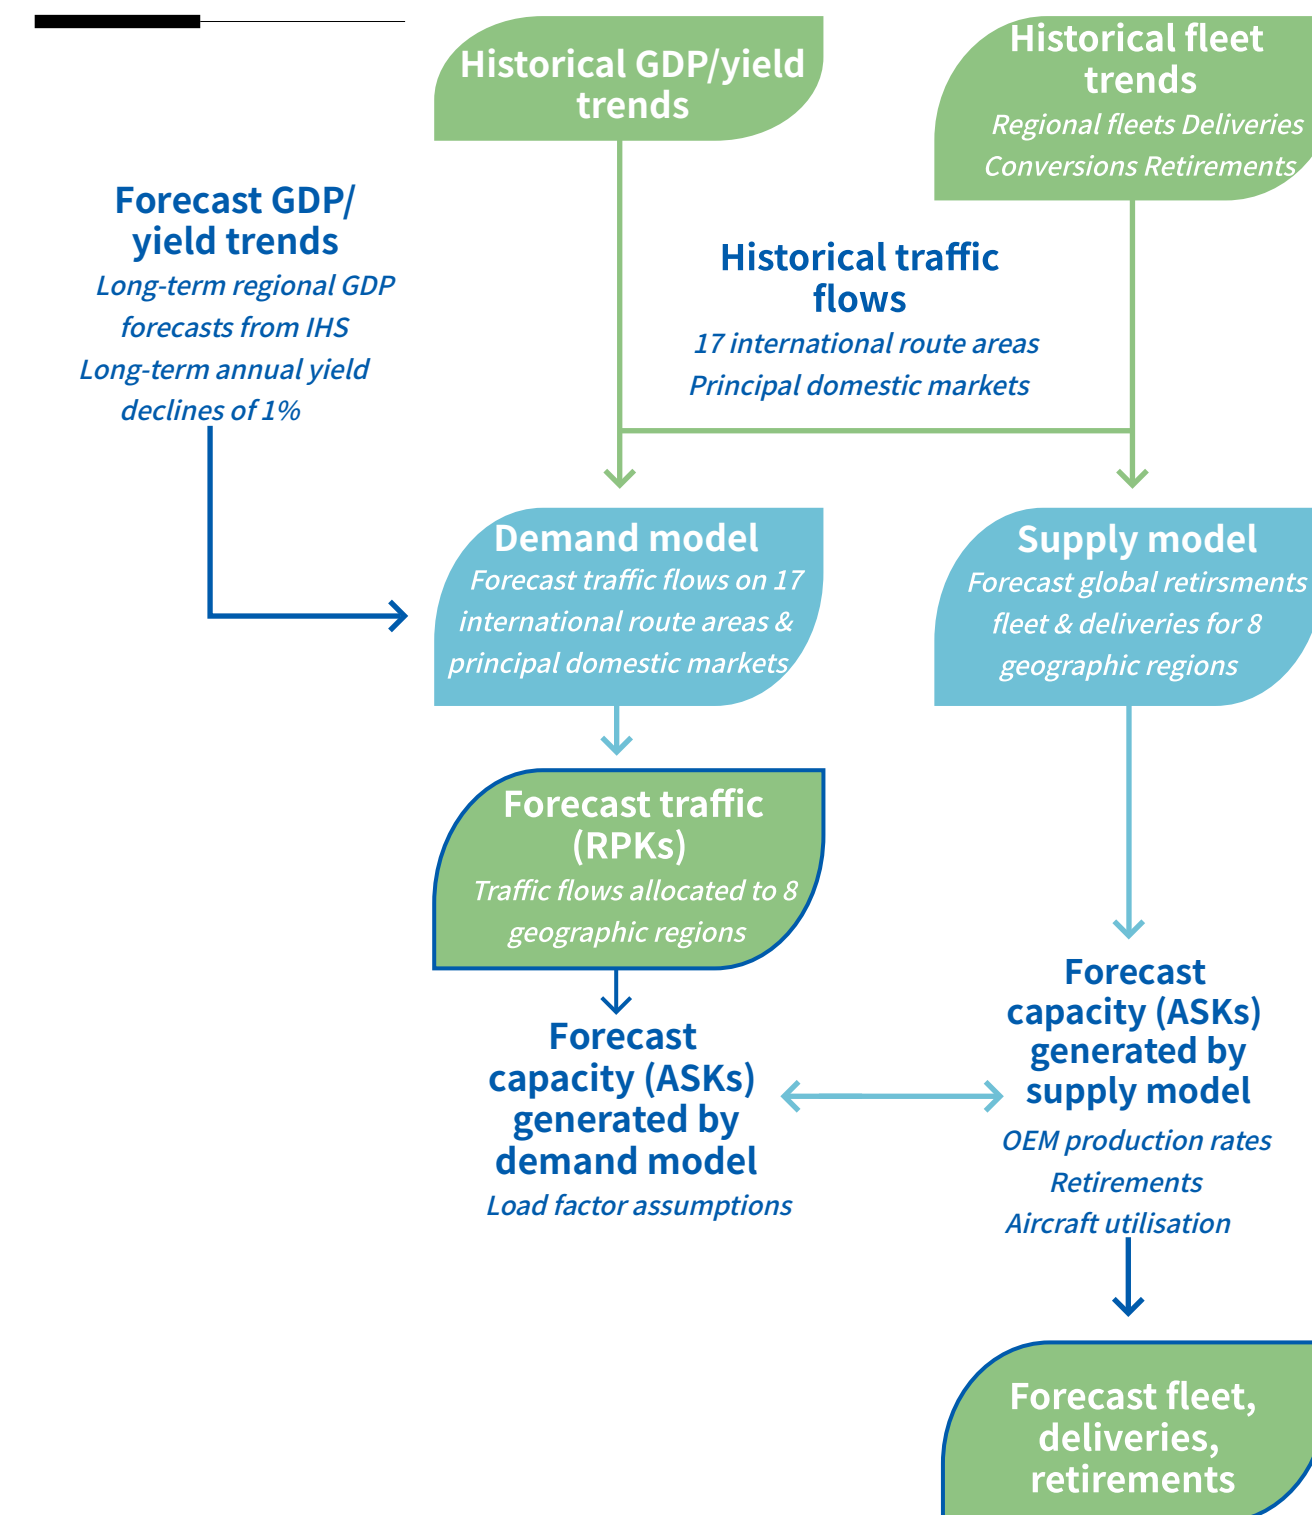 Historical GDP/yield
trends
Historical fleet
trends
Regional fleets Deliveries
Conversions Retirements
Forecast GDP/
yield trends
Long-term regional GDP
forecasts from IHS
Long-term annual yield
declines of 1%
Historical traffic
flows
17 international route areas
Principal domestic markets
Demand model
Forecast traffic flows on 17
international route areas &
principal domestic markets
Supply model
Forecast global retirsments
fleet & deliveries for 8
geographic regions
Forecast traffic
(RPKs)
Traffic flows allocated to 8
geographic regions
Forecast
capacity (ASKs)
generated by
demand model
Load factor assumptions
Forecast
capacity (ASKs)
generated by
supply model
OEM production rates
Retirements
Aircraft utilisation
Forecast fleet,
deliveries,
retirements